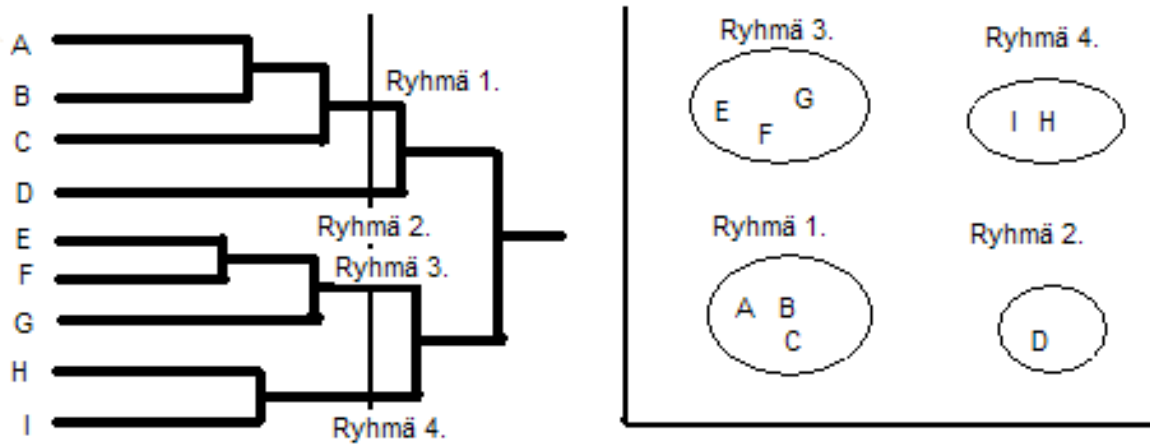 A
B
C
D
E
F
G
H
I
Ryhmä 1.
Ryhmä 2.
Ryhmä 3.
Ryhmä 4.
Ryhmä 3.
E F G
Ryhmä 4.
I H
Ryhmä 1.
A B
C
Ryhmä 2.
D